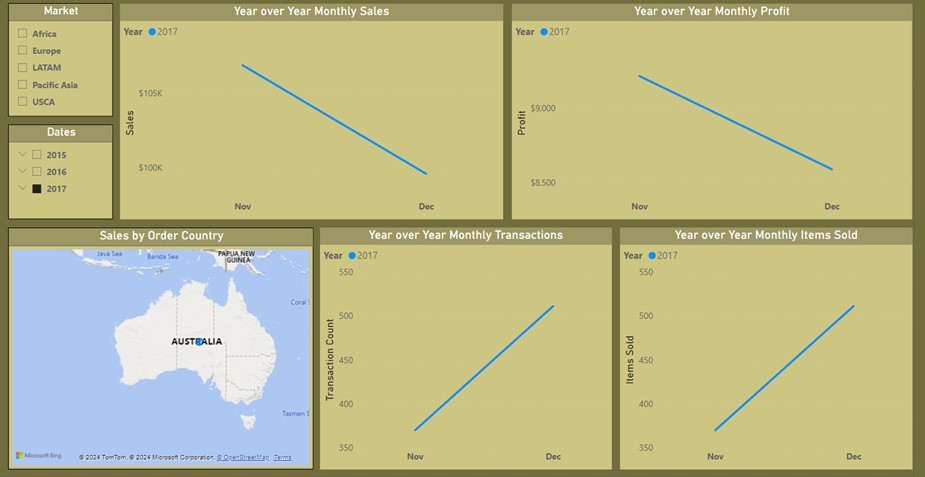 Market
Africa
Europe
LATAM
Pacific Asia
USCA
Dates
2015
2016
2017
Year over Year Monthly Sales
Year 2017
Sales
$105K
$100K
Nov Dec
Year over Year Monthly Profit
Year 2017
Profit
$9,000
$8,500
Nov Dec
Sales by Order Country
Java Sea
Banda Sea
PAPUA NEW
GUINEA
Coral
AUSTRALIA
Tasman S
Microsoft Bing
© 2024 TomTom, © 2024 Microsoft Corporation, © OpenStreetMap Terms
Year over Year Monthly Transactions
Year 2017
Transaction Count
550
500
450
400
350
Nov Dec
Year over Year Monthly Items Sold
Year 2017
Items Sold
550
500
450
400
350
Nov Dec